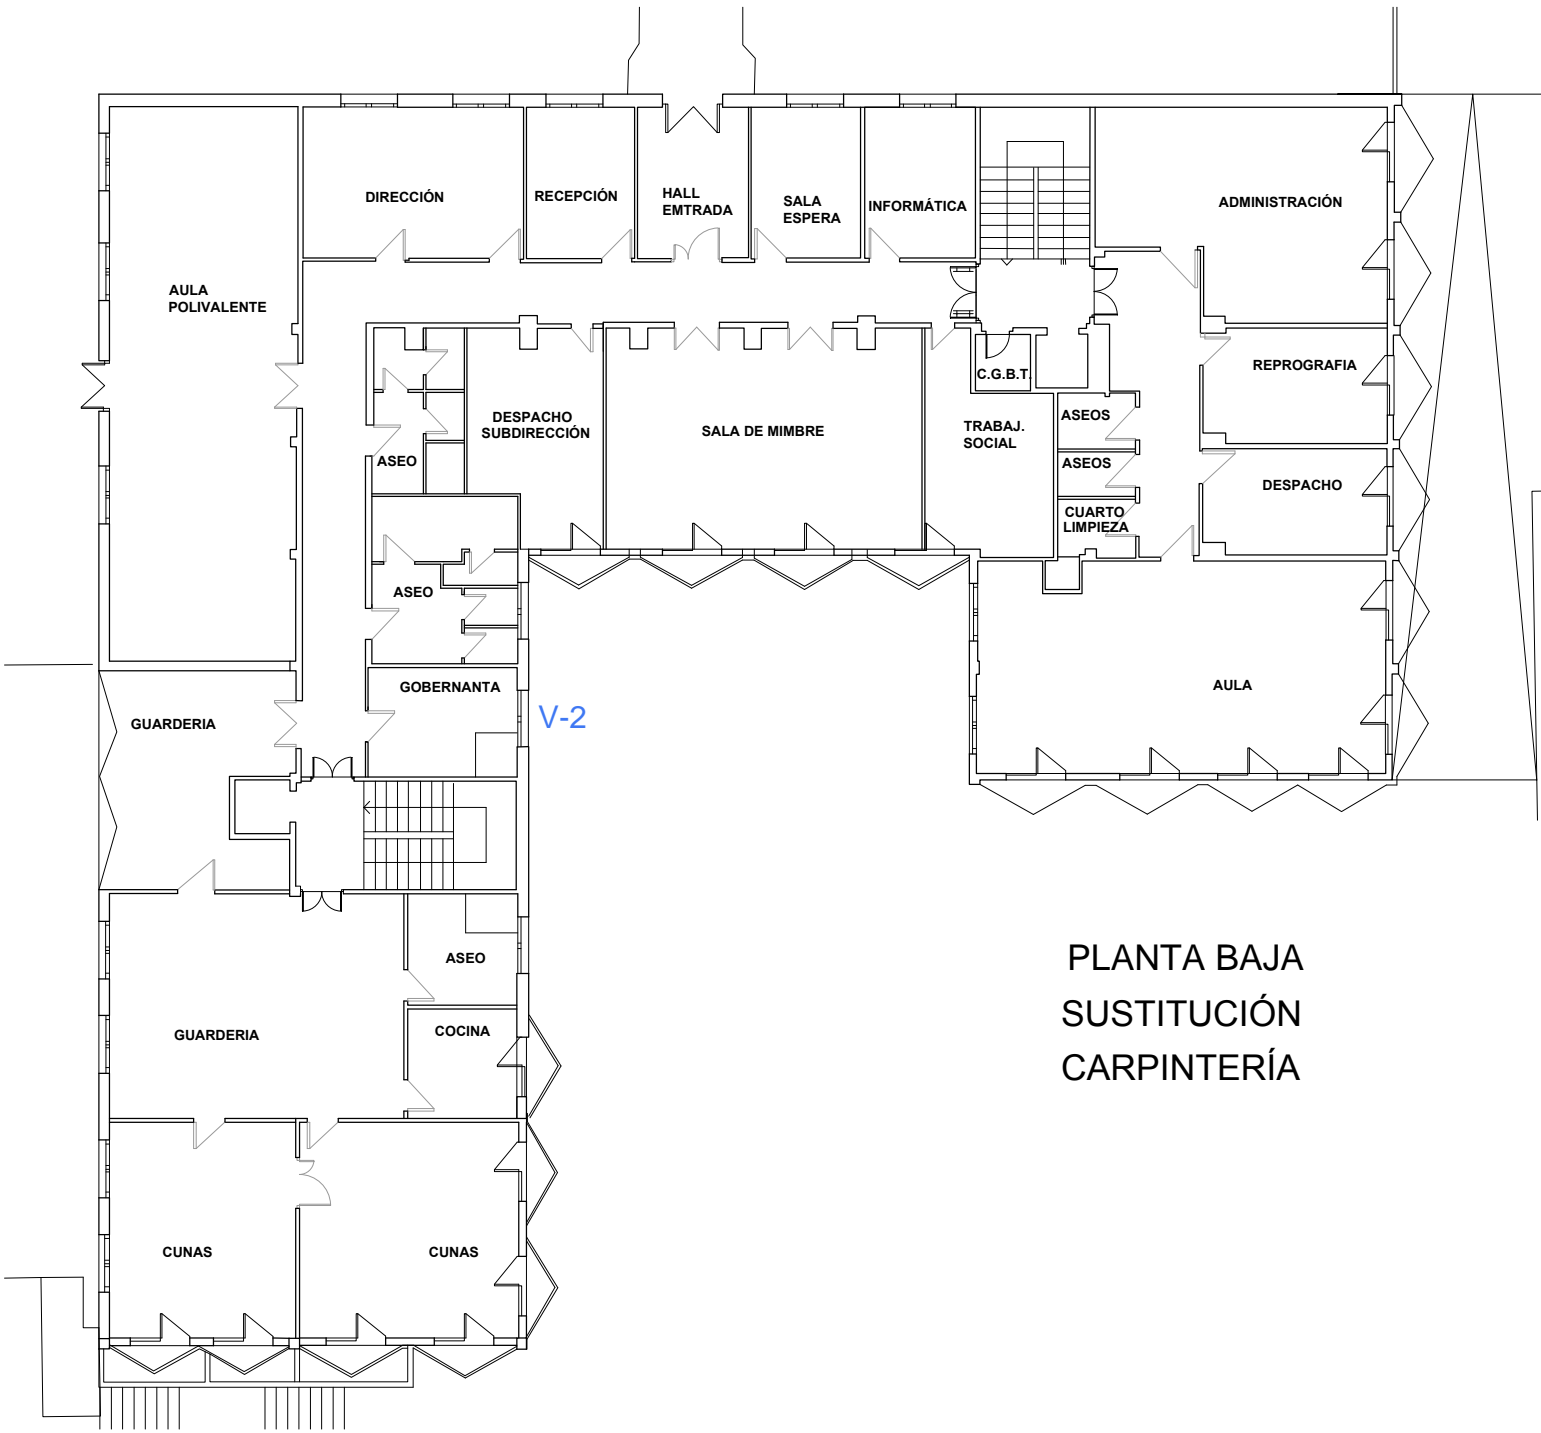 DIRECCIÓN
RECEPCIÓN
HALL
EMTRADA
SALA
ESPERA
INFORMÁTICA
ADMINISTRACIÓN
AULA
POLIVALENTE
REPROGRAFIA
C.G.B.T.
DESPACHO
SUBDIRECCIÓN
SALA DE MIMBRE
TRABAJ.
SOCIAL
ASEOS
ASEO
ASEOS
DESPACHO
CUARTO
LIMPIEZA
ASEO
GOBERNANTA
AULA
V-2
GUARDERIA
ASEO
COCINA
GUARDERIA
PLANTA BAJA
SUSTITUCIÓN
CARPINTERÍA
CUNAS
CUNAS